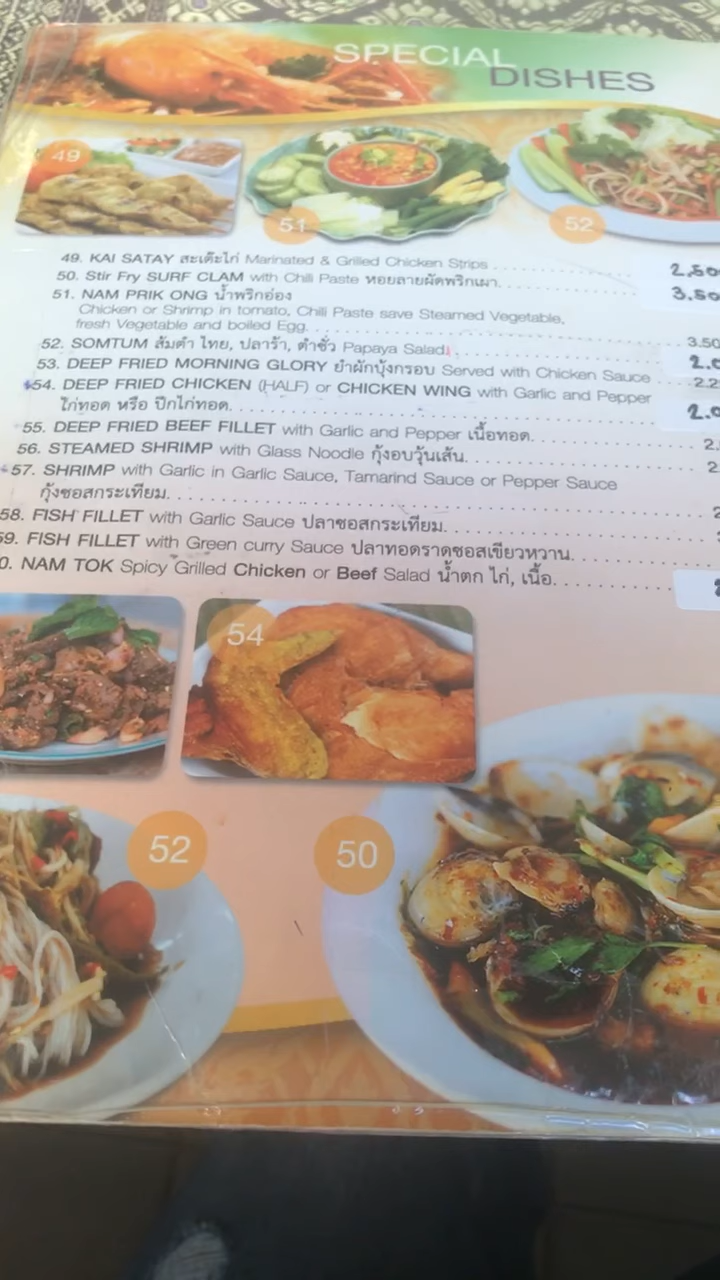 SPECIAL
DISHES
49
51
52
49. KAI SATAY สะเต๊ะไก่ Marinated & Grilled Chicken Strips
50. Stir Fry SURF CLAM with Chili Paste หอยลายผัดพริกเผา
3.50
51. NAM PRIK ONG น้ำพริกอ่อง
Chicken or Shrimp in tomato, Chili Paste save Steamed Vegetable,
fresh Vegetable and boiled Egg. 3.50
52. SOMTUM ส้มตำ ไทย, ปลาร้า, ตำซั่ว Papaya Salad
53. DEEP FRIED MORNING GLORY ยำผักบุ้งกรอบ Served with Chicken Sauce
54. DEEP FRIED CHICKEN (HALF) or CHICKEN WING with Garlic and Pepper
ไก่ทอด หรือ ปีกไก่ทอด.
55. DEEP FRIED BEEF FILLET with Garlic and Pepper เนื้อทอด.
56. STEAMED SHRIMP with Glass Noodle กุ้งอบวุ้นเส้น.
57. SHRIMP with Garlic in Garlic Sauce, Tamarind Sauce or Pepper Sauce
กุ้งซอสกระเทียม.
58. FISH FILLET with Garlic Sauce ปลาซอสกระเทียม.
59. FISH FILLET with Green curry Sauce ปลาทอดราดซอสเขียวหวาน.
0. NAM TOK Spicy Grilled Chicken or Beef Salad น้ำตก ไก่, เนื้อ.
54
52
50